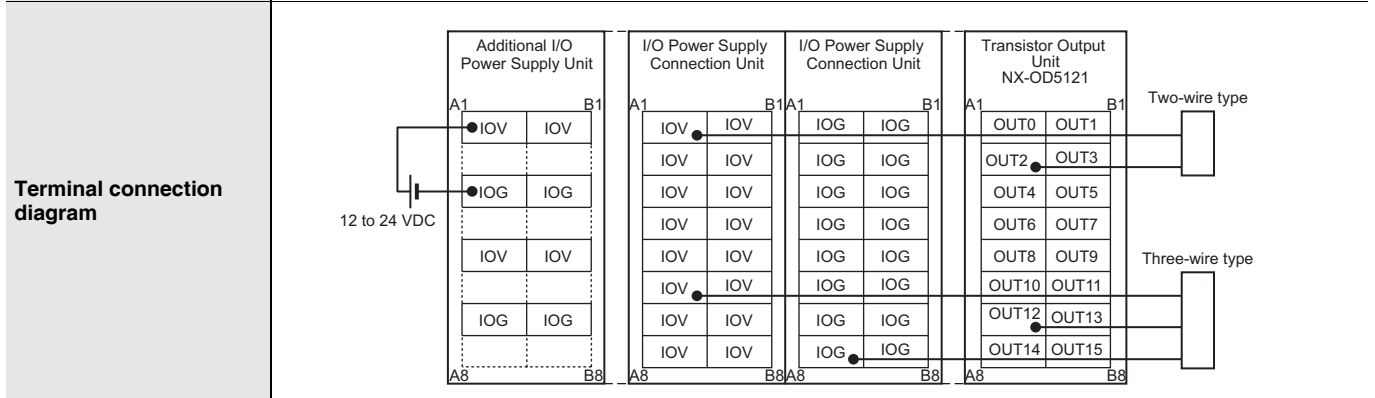 Terminal connection
diagram
Additional I/O
Power Supply Unit
I/O Power Supply
Connection Unit
I/O Power Supply
Connection Unit
Transistor Output
Unit
NX-OD5121
Two-wire type
A1 B1 A1 B1 A1 B1 A1 B1
IOV IOV IOV IOV IOG IOG OUT0 OUT1
IOV IOV IOG IOG OUT2 OUT3
IOG IOG IOV IOV IOG IOG OUT4 OUT5
12 to 24 VDC
IOV IOV IOG IOG OUT6 OUT7
IOV IOV IOV IOV IOG IOG OUT8 OUT9
Three-wire type
IOV IOV IOG IOG OUT10 OUT11
IOG IOG IOV IOV IOG IOG OUT12 OUT13
IOV IOV IOG IOG OUT14 OUT15
A8 B8 A8 B8 A8 B8 A8 B8